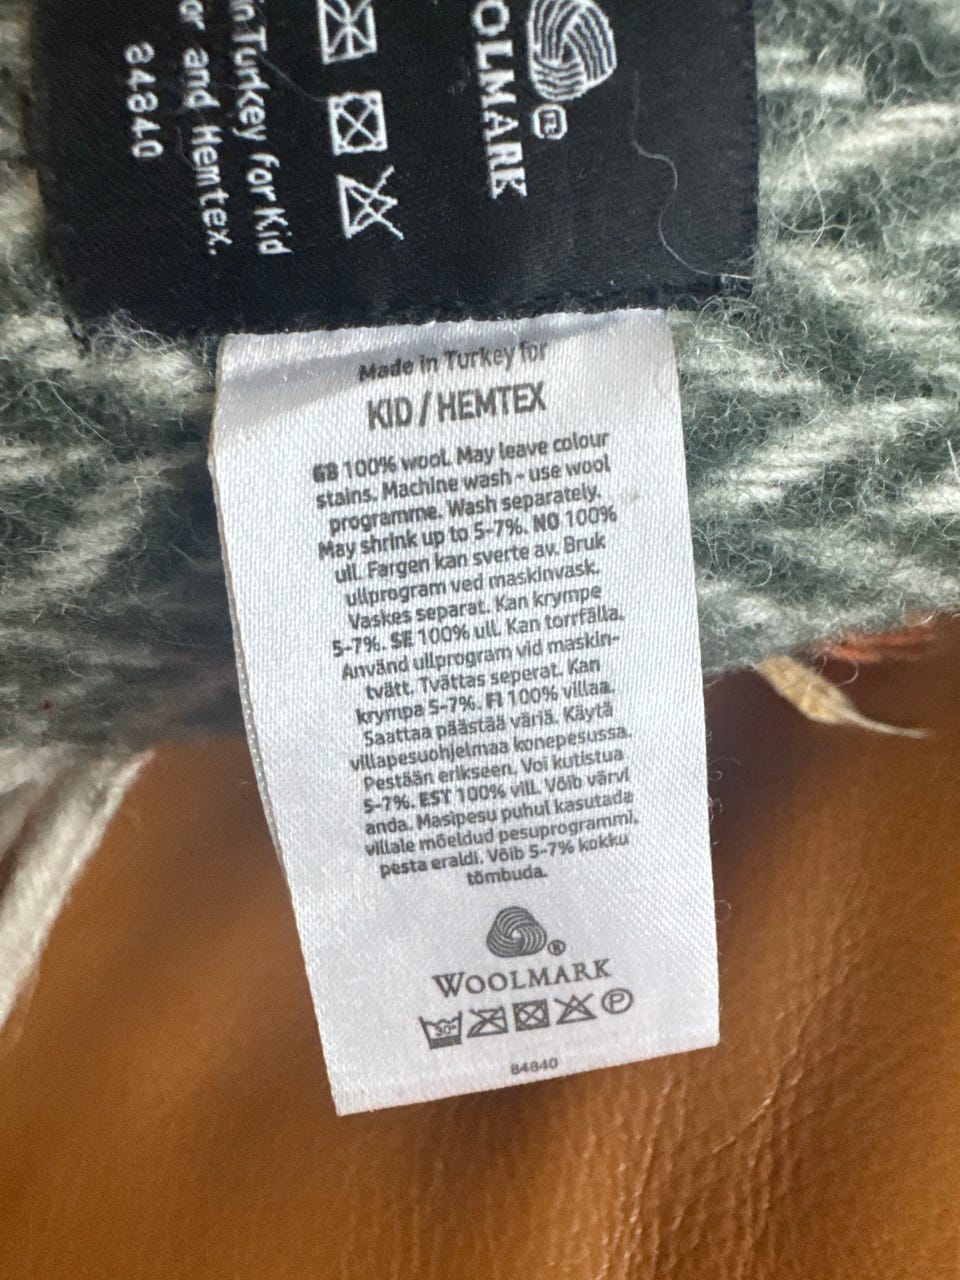 OLMARK
R
in Turkey for Kid
or and Hemtex.
84840
Made in Turkey for
KID / HEMTEX
GB 100% wool. May leave colour
stains. Machine wash - use wool
programme. Wash separately.
May shrink up to 5-7%. NO 100%
ull. Fargen kan sverte av. Bruk
ullprogram ved maskinvask.
Vaskes separat. Kan krympe
5-7%. SE 100% ull. Kan torrfälla.
Använd ullprogram vid maskin-
tvätt. Tvättas seperat. Kan
krympa 5-7%. FI 100% villaa.
Saattaa päästää väriä. Käytä
villapesuohjelmaa konepesussa.
Pestään erikseen. Voi kutistua
5-7%. EST 100% vill. Võib värvi
anda. Masipesu puhul kasutada
villale mõeldud pesuprogrammi,
pesta eraldi. Võib 5-7% kokku
tõmbuda.
®
WOOLMARK
30° P
84840